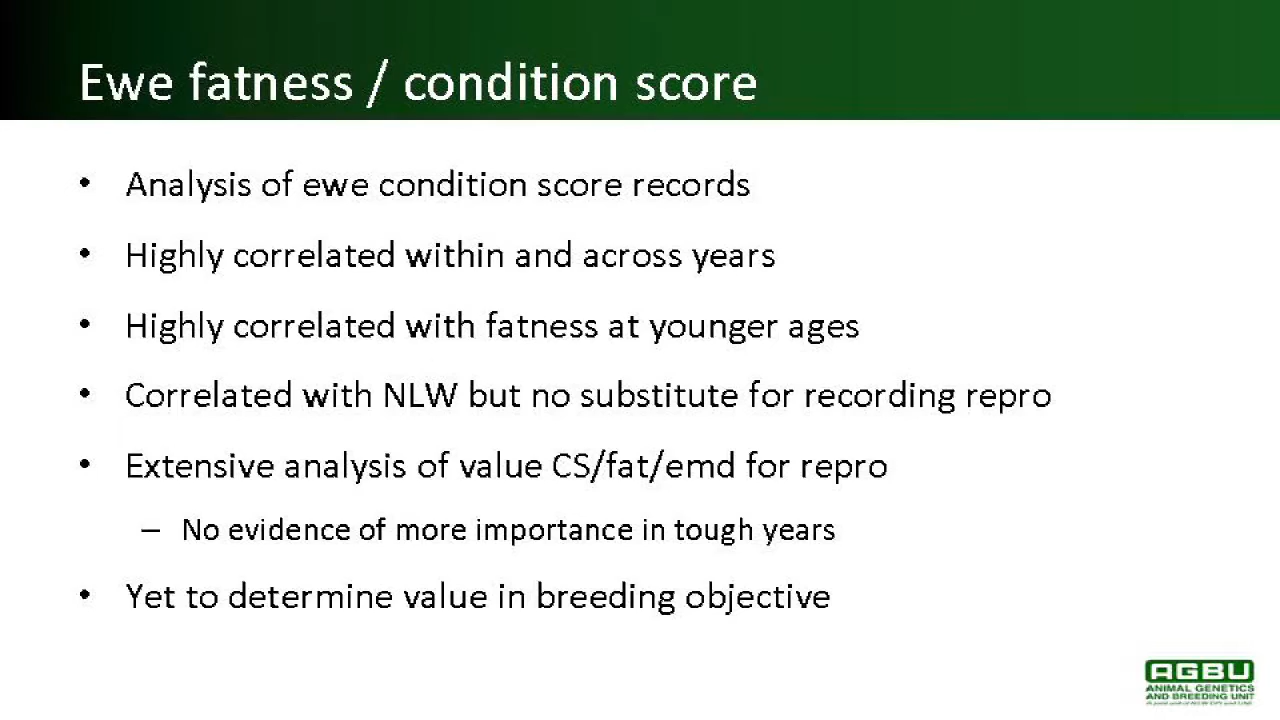 Ewe fatness / condition score
• Analysis of ewe condition score records
• Highly correlated within and across years
• Highly correlated with fatness at younger ages
• Correlated with NLW but no substitute for recording repro
• Extensive analysis of value CS/fat/emd for repro
– No evidence of more importance in tough years
• Yet to determine value in breeding objective
AGBU
ANIMAL GENETICS
AND BREEDING UNIT